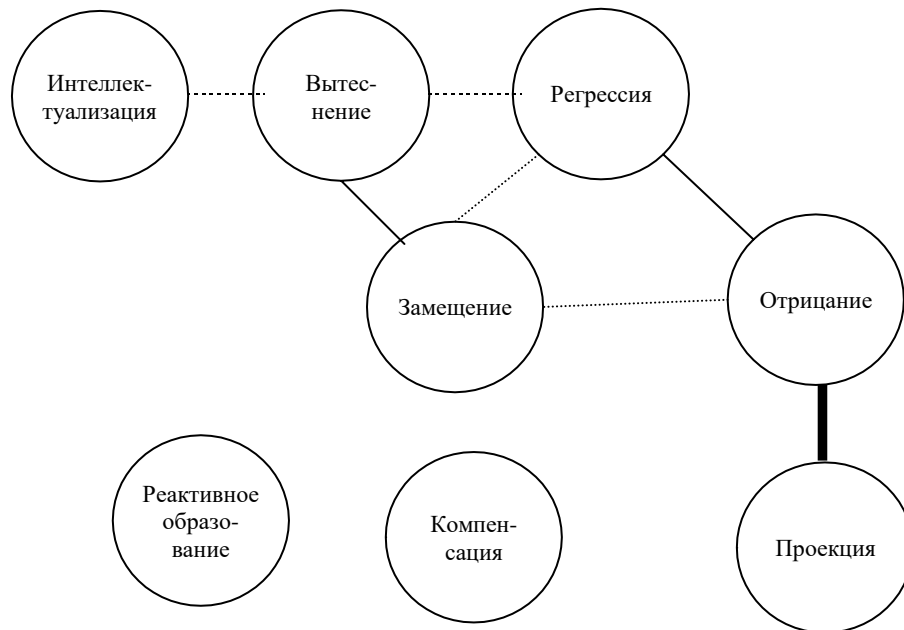 Интеллек-
туализация
Вытес-
нение
Регрессия
Замещение
Отрицание
Реактивное
образо-
вание
Компен-
сация
Проекция